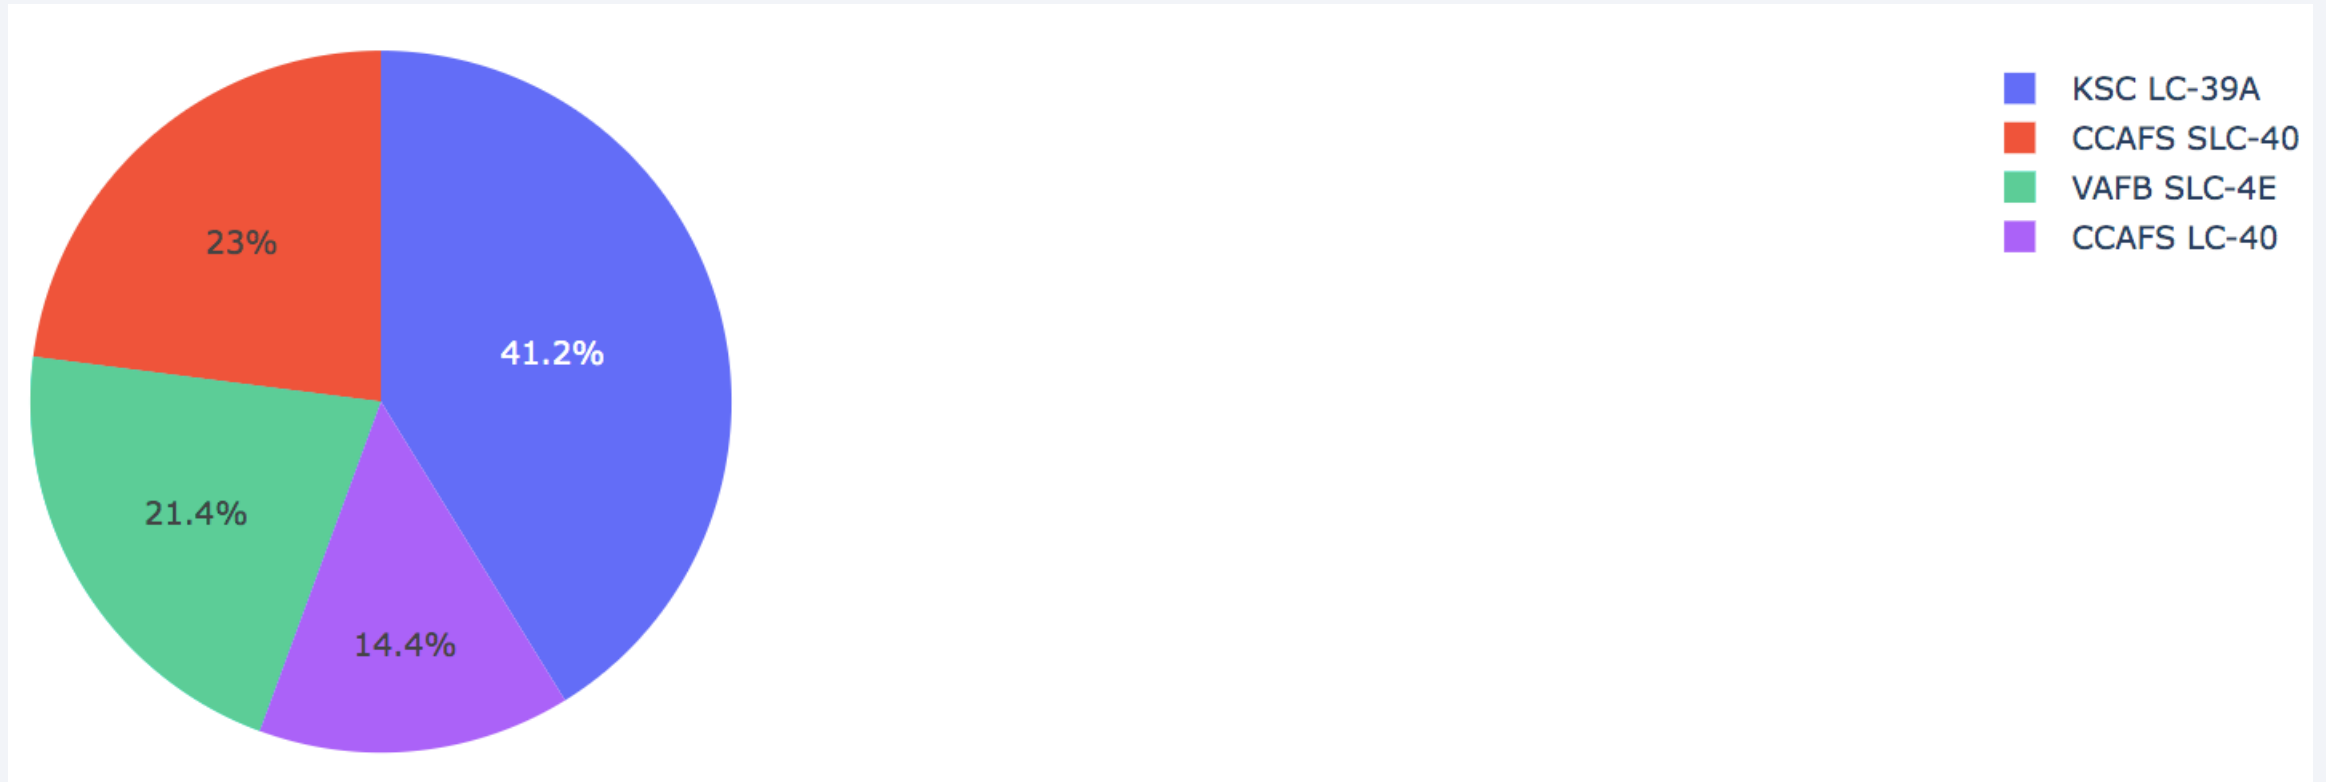 KSC LC-39A
CCAFS SLC-40
VAFB SLC-4E
CCAFS LC-40
23%
41.2%
21.4%
14.4%